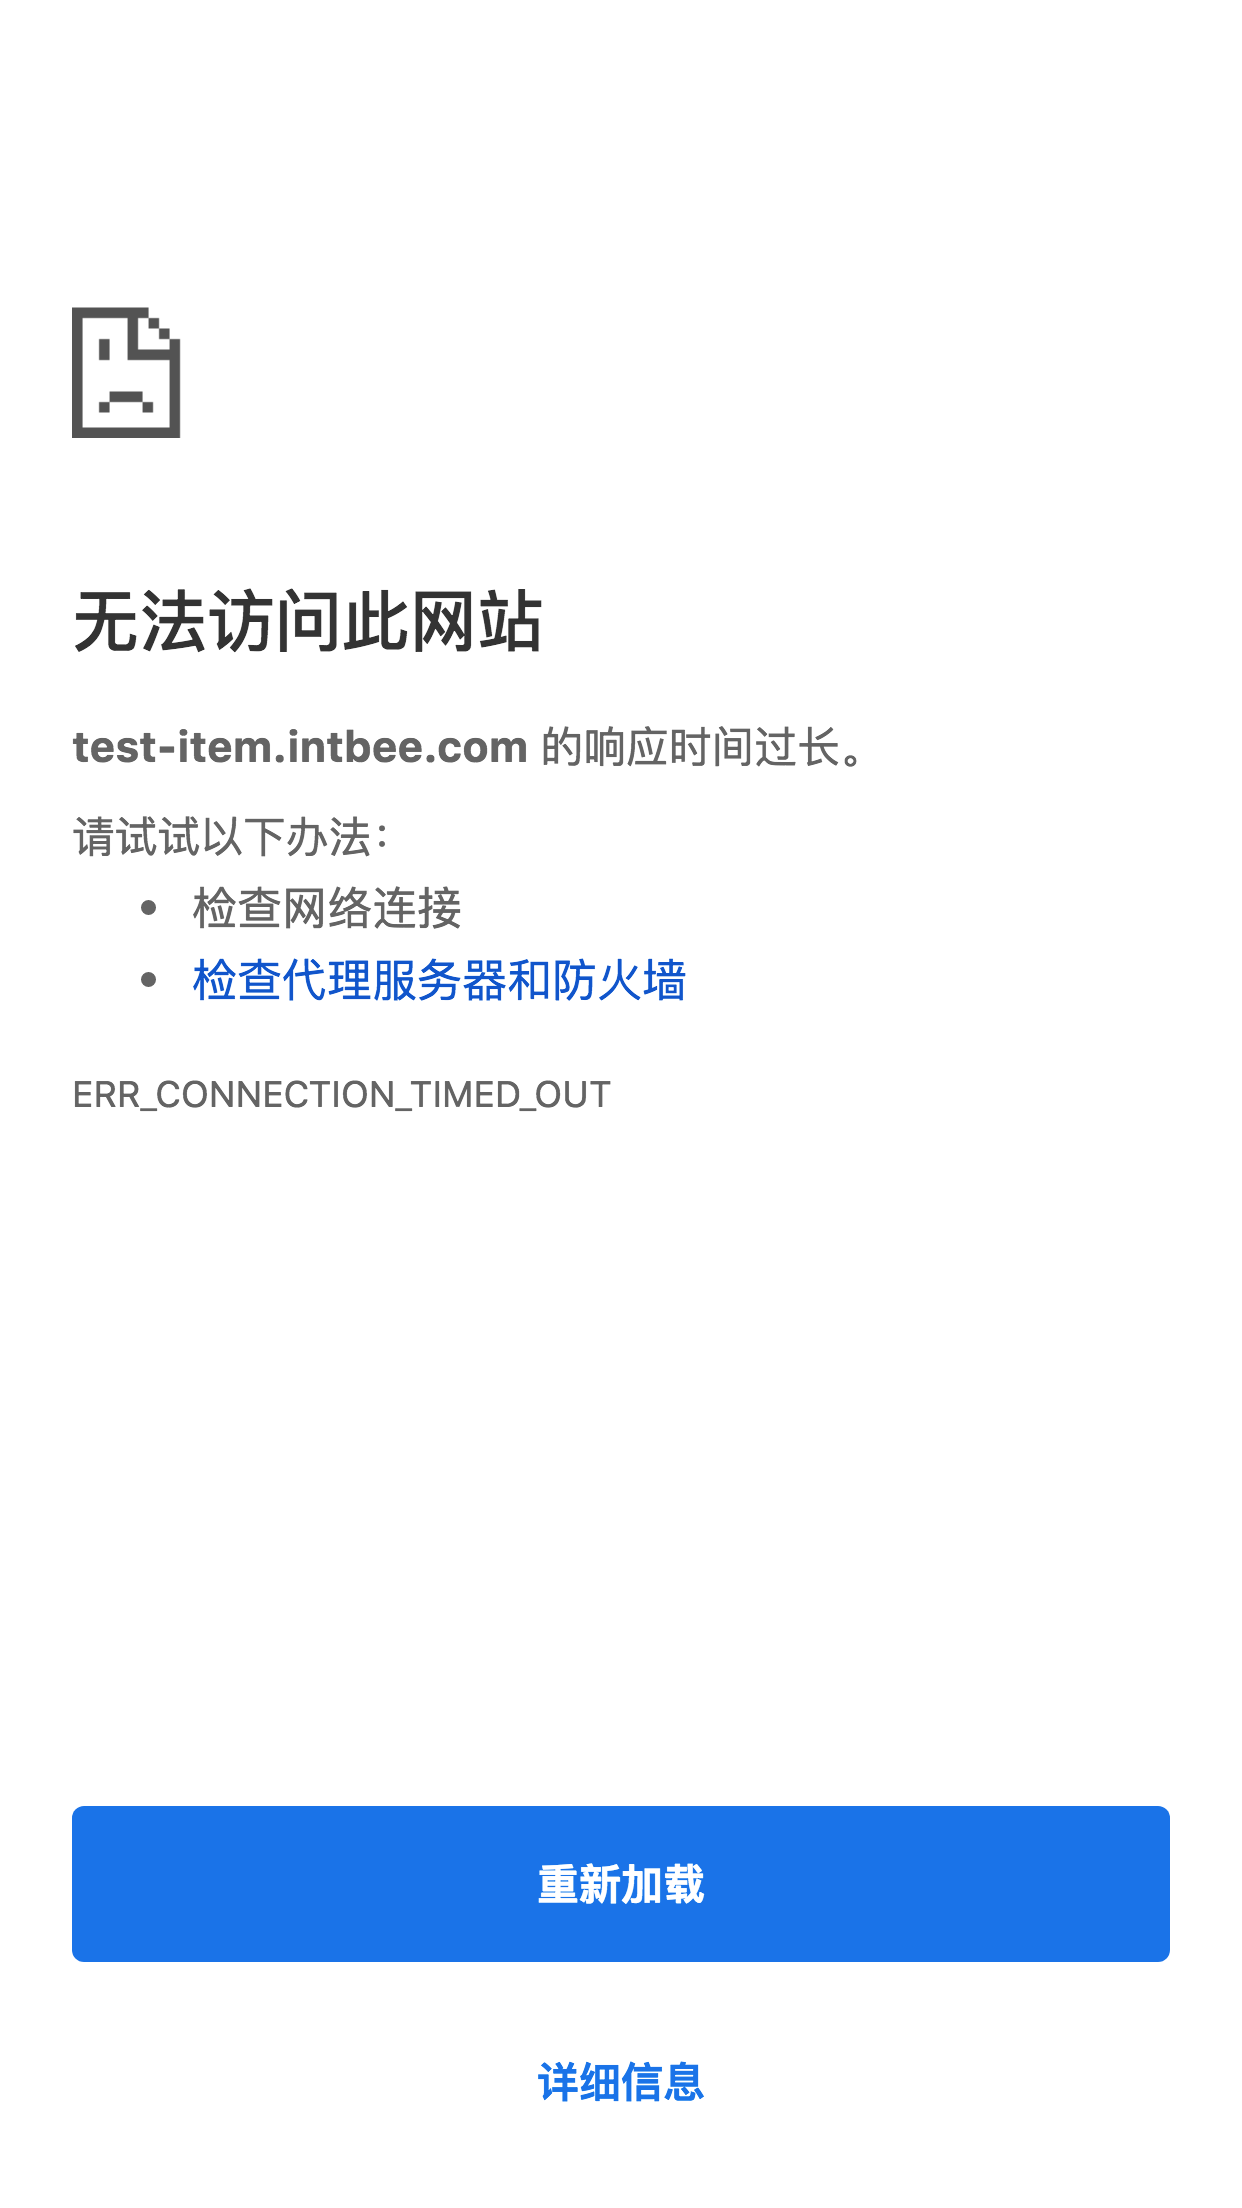 无法访问此网站
test-item.intbee.com 的响应时间过长。
请试试以下办法：
• 检查网络连接
• 检查代理服务器和防火墙
ERR_CONNECTION_TIMED_OUT
重新加载
详细信息